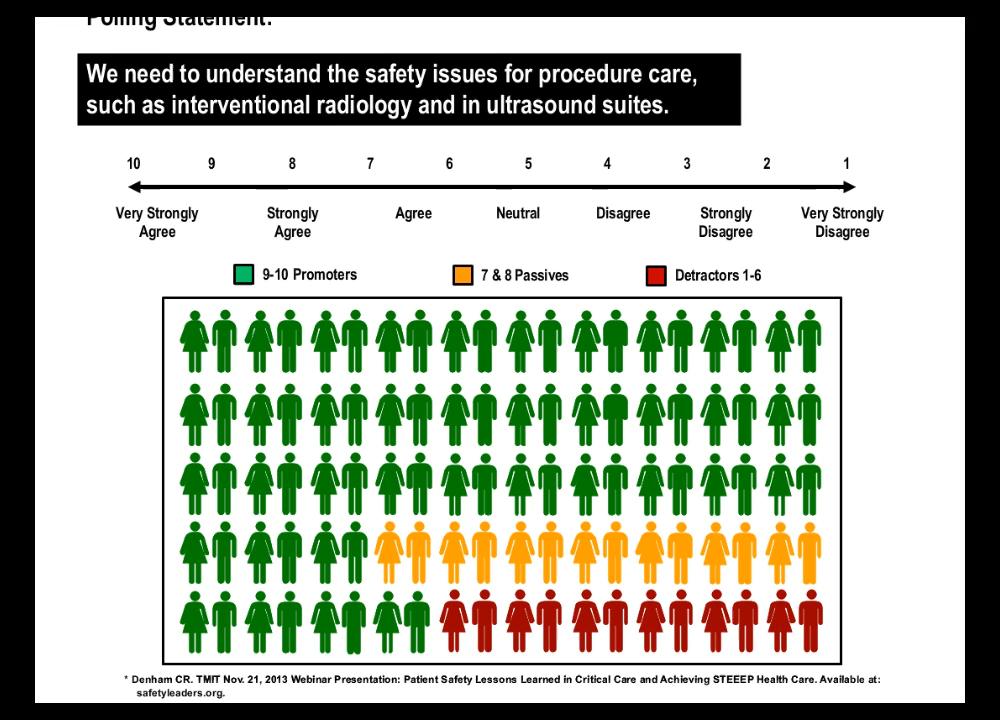 Polling Statement:
We need to understand the safety issues for procedure care,
such as interventional radiology and in ultrasound suites.
10 9 8 7 6 5 4 3 2 1
Very Strongly Agree Strongly Agree Agree Neutral Disagree Strongly Disagree Very Strongly Disagree
9-10 Promoters 7 & 8 Passives Detractors 1-6
* Denham CR. TMIT Nov. 21, 2013 Webinar Presentation: Patient Safety Lessons Learned in Critical Care and Achieving STEEEP Health Care. Available at:
safetyleaders.org.